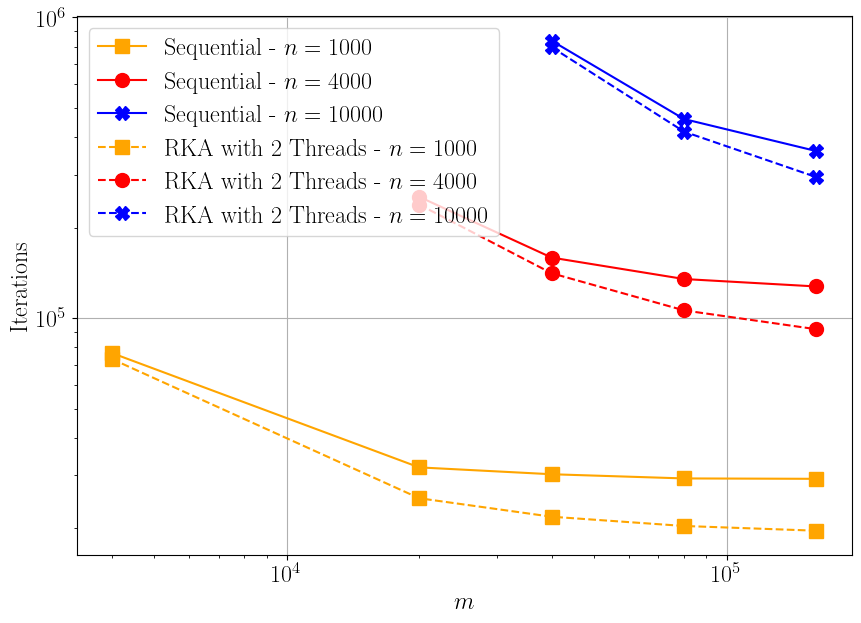 10^6
Sequential - n = 1000
Sequential - n = 4000
Sequential - n = 10000
RKA with 2 Threads - n = 1000
RKA with 2 Threads - n = 4000
RKA with 2 Threads - n = 10000
Iterations
10^5
10^4
10^5
m